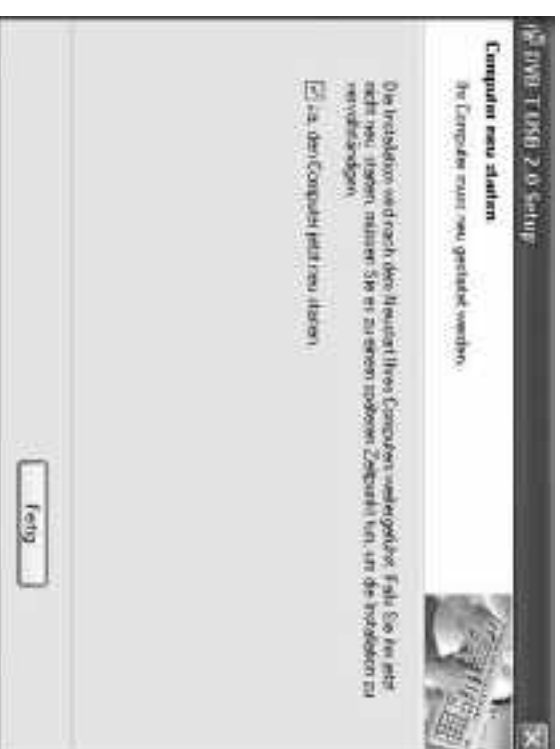 DVB-T USB 2.0 Setup
Computer neu starten
Ihr Computer muss neu gestartet werden.
Die Installation wird nach dem Neustart Ihres Computers weitergeführt. Falls Sie ihn jetzt
nicht neu starten, müssen Sie es zu einem späteren Zeitpunkt tun, um die Installation zu
vervollständigen.
Ja, den Computer jetzt neu starten.
Fertig